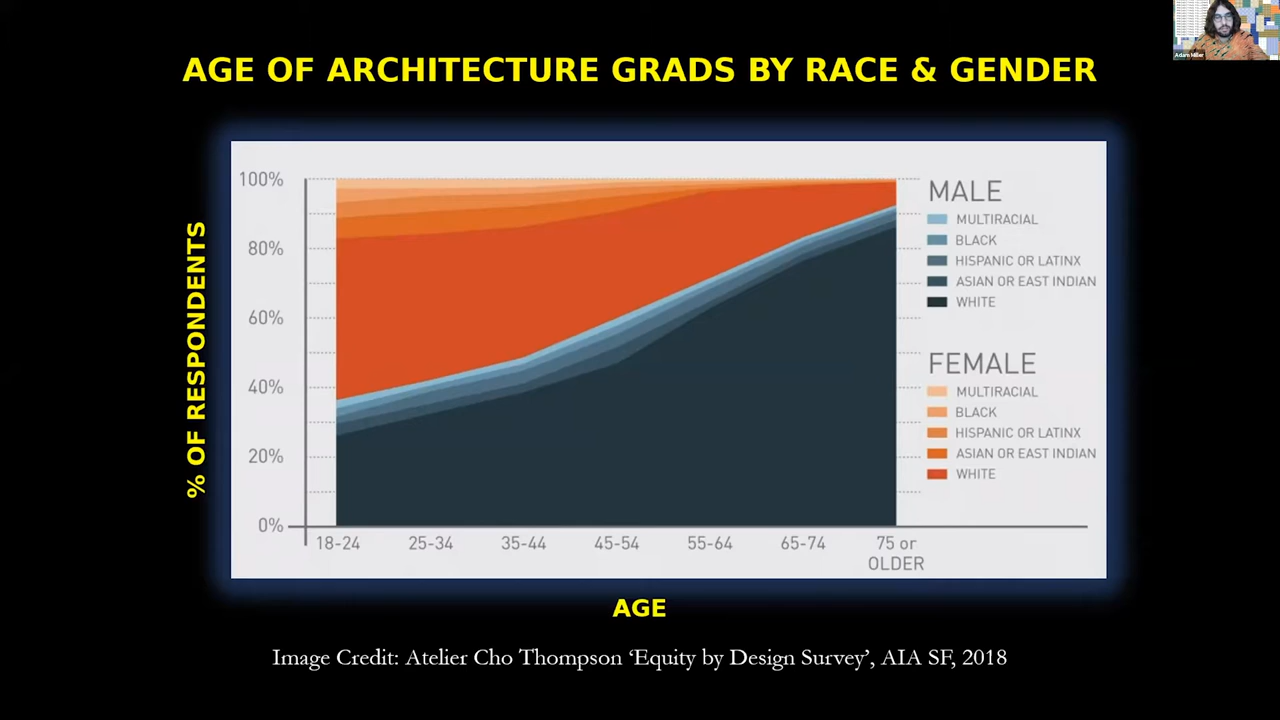 Adam Miller
AGE OF ARCHITECTURE GRADS BY RACE & GENDER
% OF RESPONDENTS
100%
80%
60%
40%
20%
0%
18-24
25-34
35-44
45-54
55-64
65-74
75 or
OLDER
MALE
MULTIRACIAL
BLACK
HISPANIC OR LATINX
ASIAN OR EAST INDIAN
WHITE
FEMALE
MULTIRACIAL
BLACK
HISPANIC OR LATINX
ASIAN OR EAST INDIAN
WHITE
AGE
Image Credit: Atelier Cho Thompson ‘Equity by Design Survey’, AIA SF, 2018